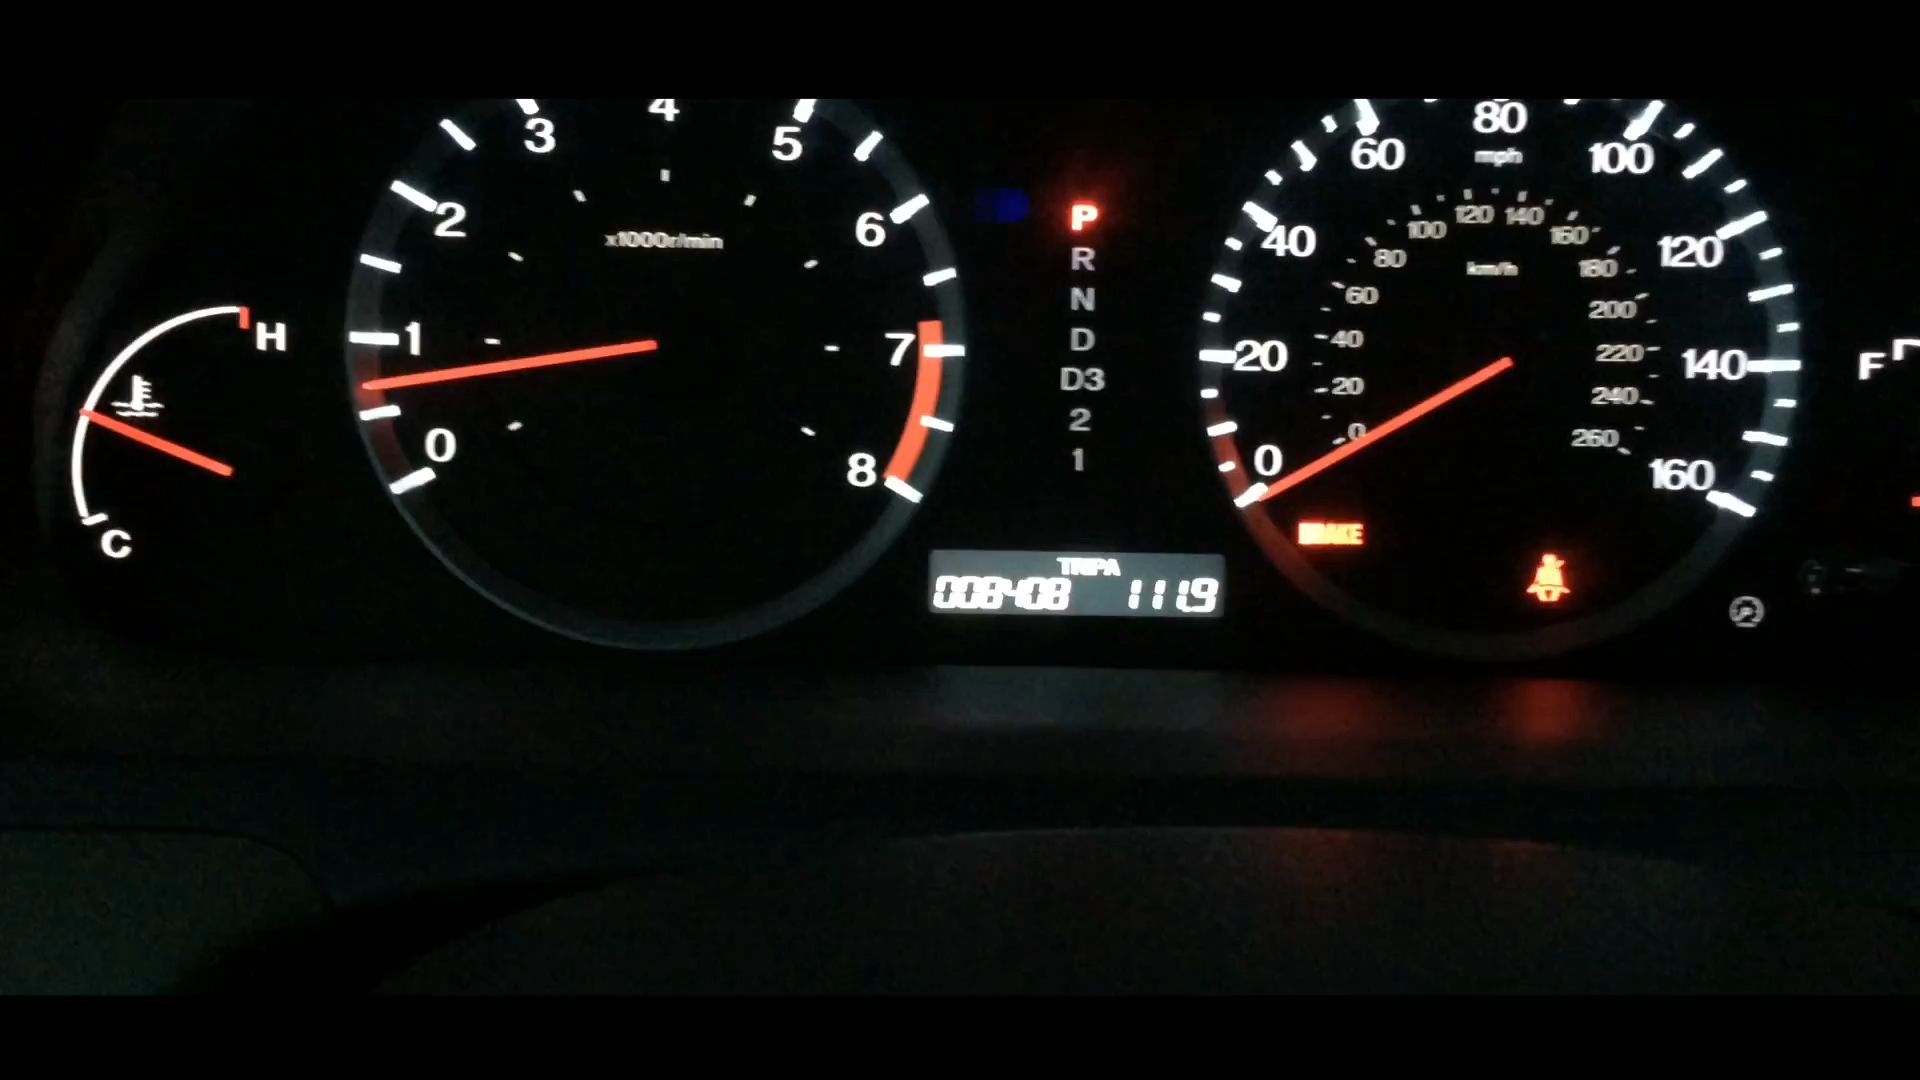 3 4 5
2 6
x1000r/min
1 7
0 8
H
C
P
R
N
D
D3
2
1
TRIP A
008408 111.9
60 80 100
mph
40 120
20 140
0 160
100 120 140 160
80 180
km/h
60 200
40 220
20 240
0 260
BRAKE
F